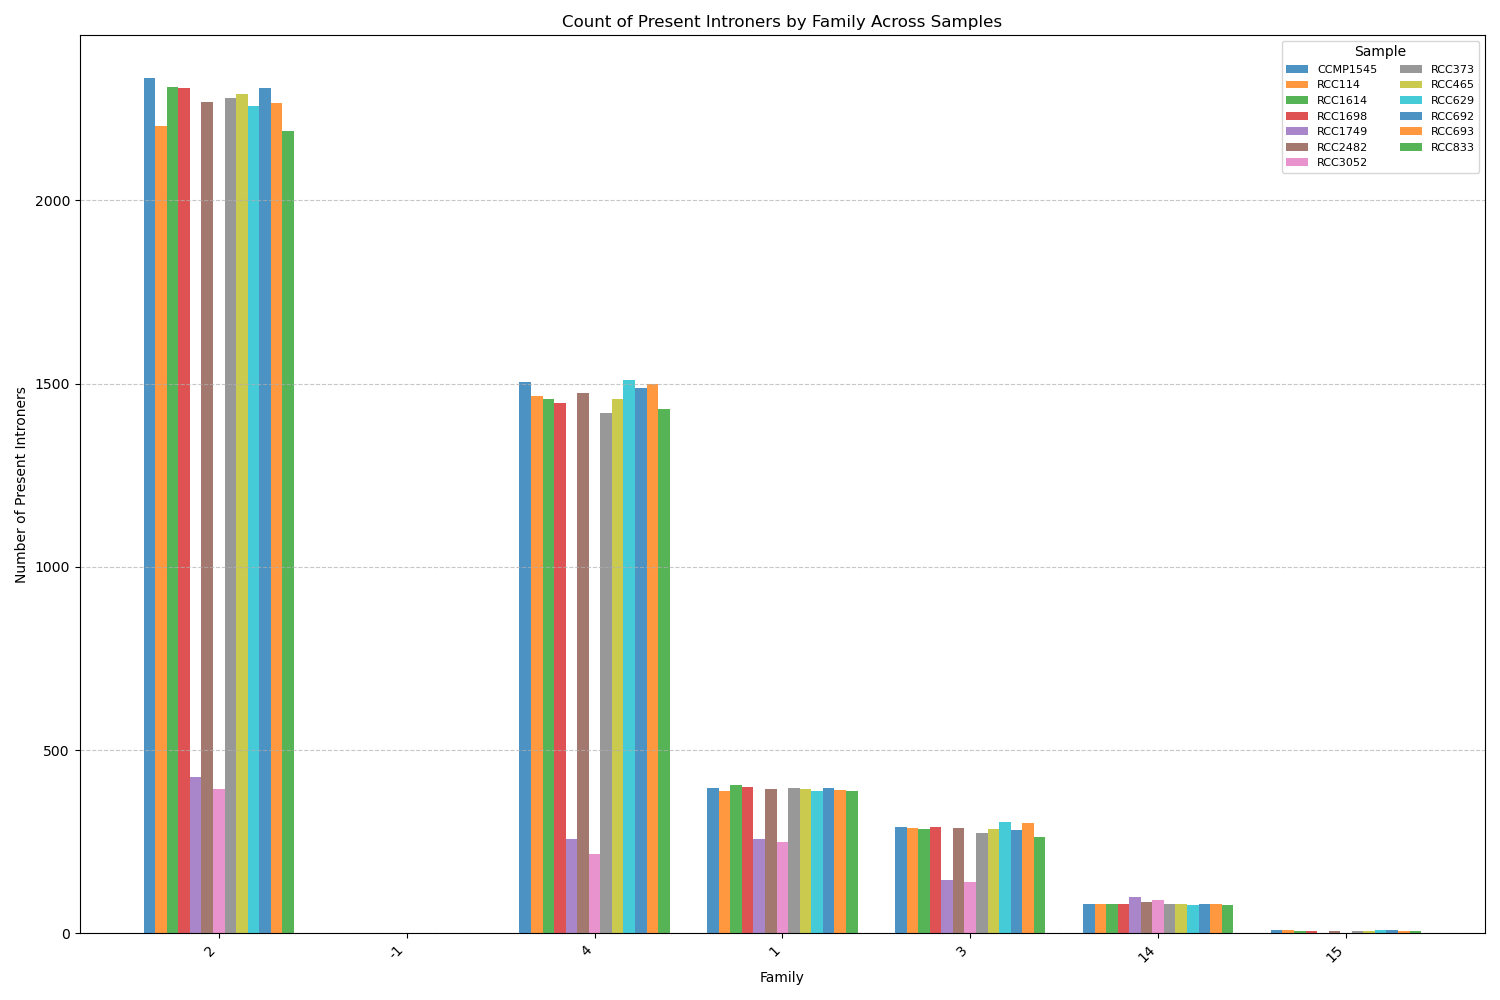 Count of Present Introners by Family Across Samples
Number of Present Introners
2000
1500
1000
500
0
Sample
CCMP1545
RCC114
RCC1614
RCC1698
RCC1749
RCC2482
RCC3052
RCC373
RCC465
RCC629
RCC692
RCC693
RCC833
2
-1
4
1
3
14
15
Family